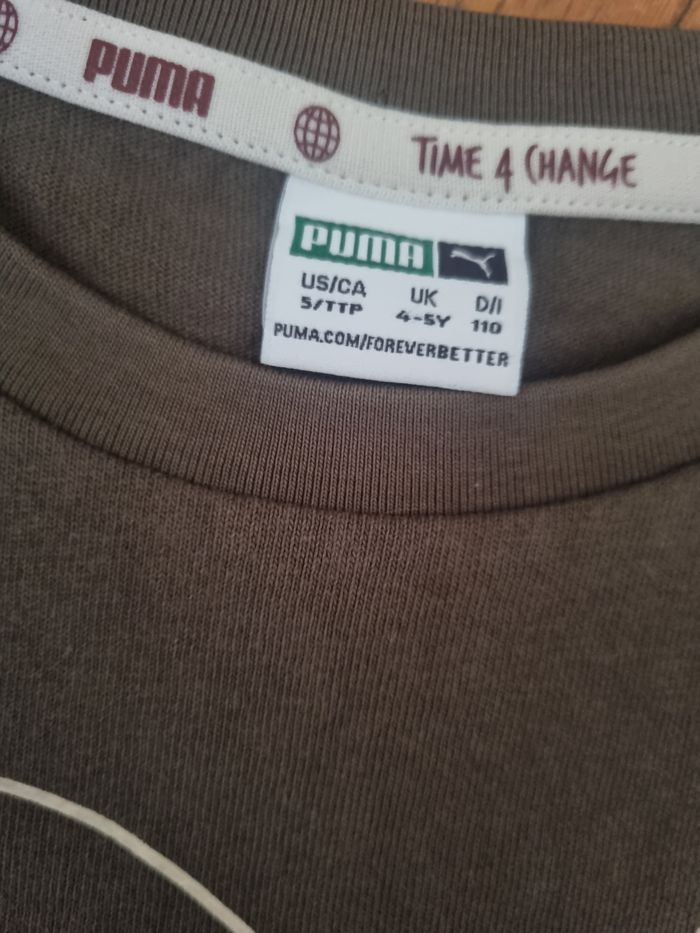 PUMA
TIME 4 CHANGE
PUMA
US/CA UK D/I
5/TTP 4-5Y 110
PUMA.COM/FOREVERBETTER